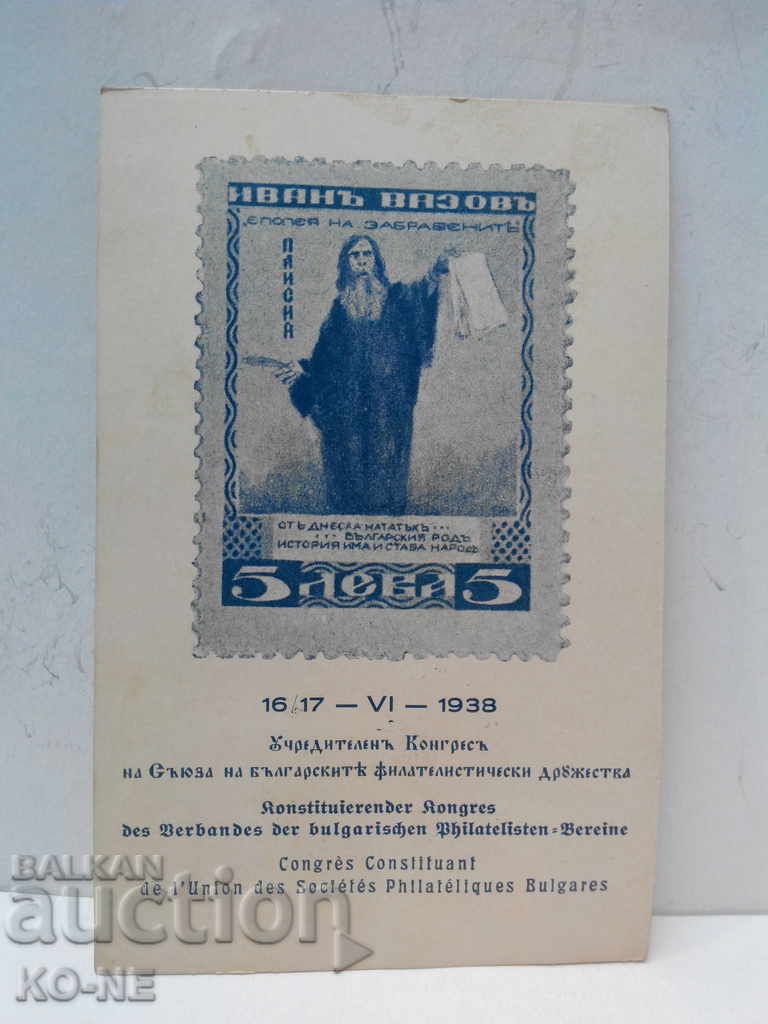 ИВАНЪ ВАЗОВЪ
„ЕПОПЕЯ НА ЗАБРАВЕНИТѢ“
ПАИСИЙ
ОТЪ ДНЕСКА НАТАТЪКЪ ...
... БЪЛГАРСКИЯ РОДЪ
ИСТОРИЯ ИМА И СТАВА НАРОДЪ
5 ЛЕВА 5
16/17 — VI — 1938
Учредителенъ Конгресъ
на Съюза на българскитѣ филателистически дружества
Konstituierender Kongres
des Verbandes der bulgarischen Philatelisten-Vereine
Congrès Constituant
de l'Union des Sociétés Philatéliques Bulgares
BALKAN
auction
KO-NE